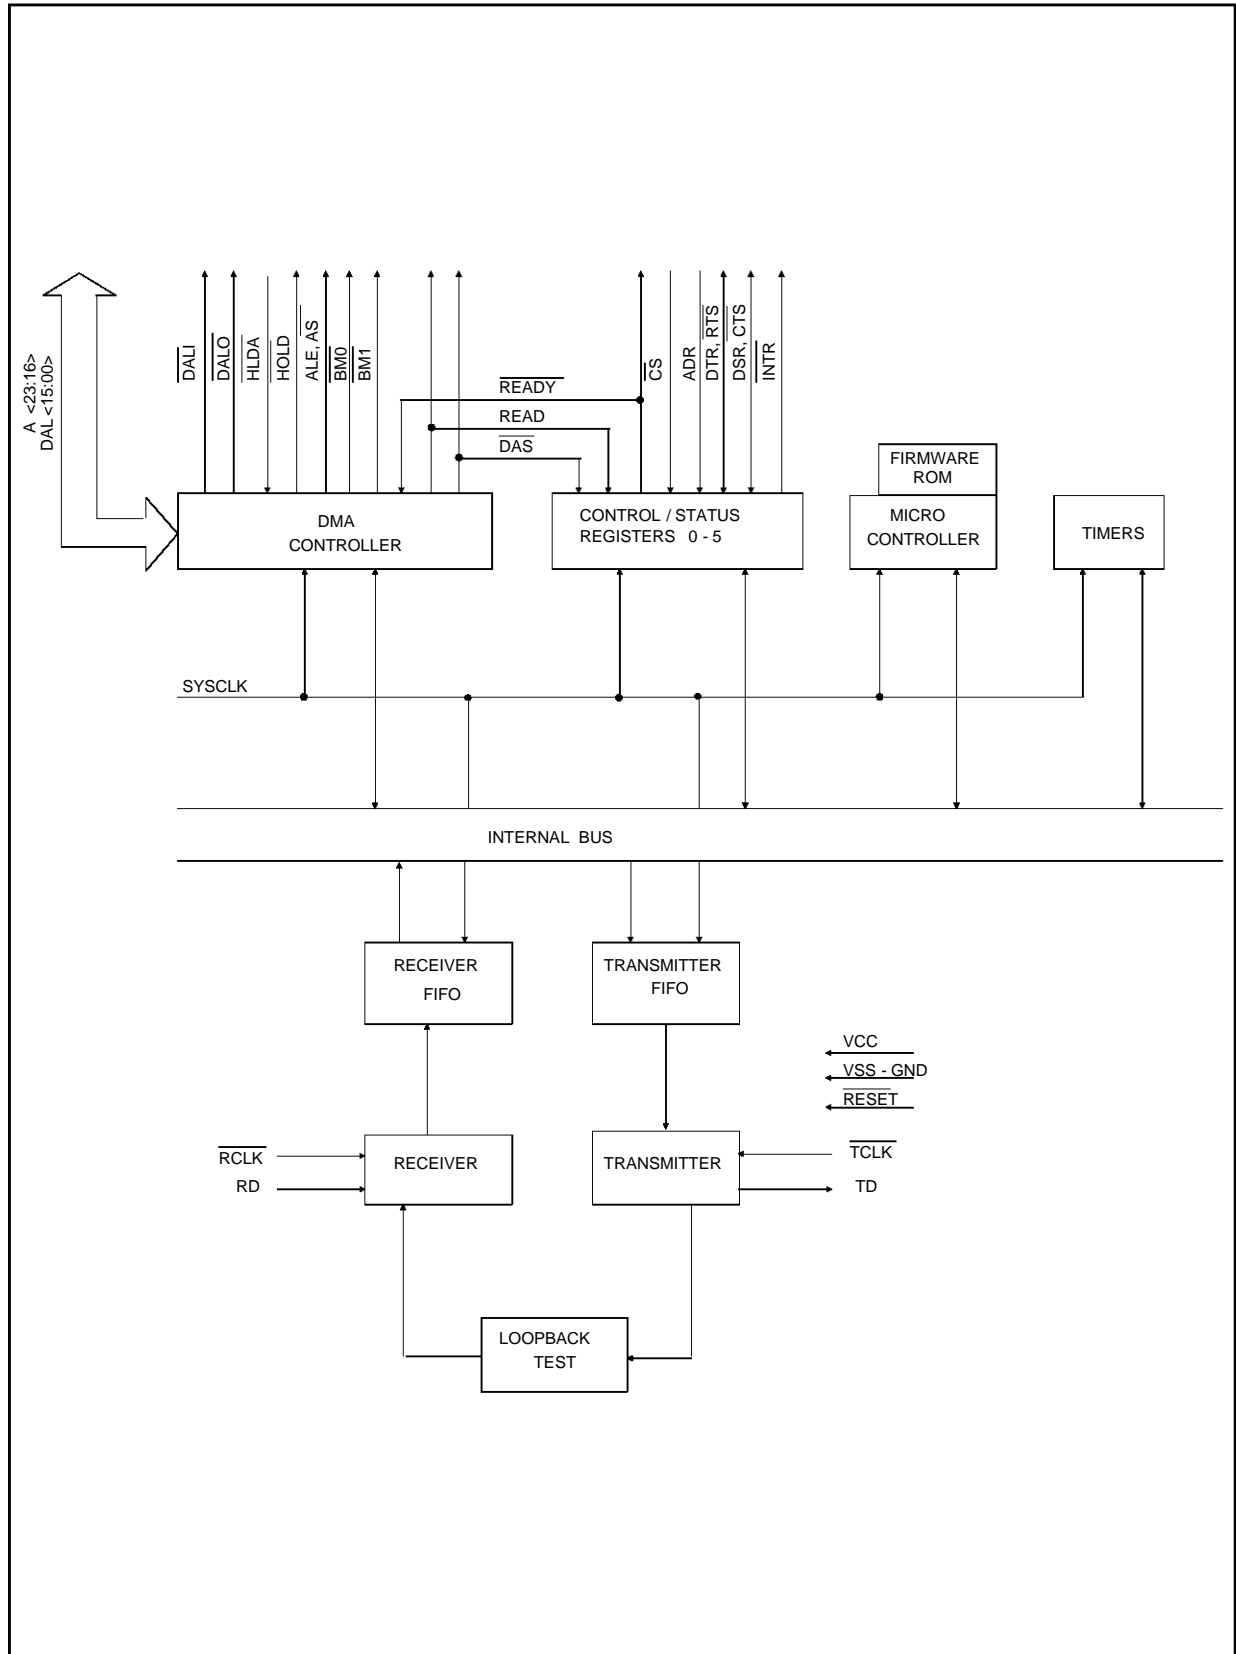 A <23:16>
DAL <15:00>
DALI
DALO
HLDA
HOLD
ALE, AS
BM0
BM1
READY
READ
DAS
CS
ADR
DTR, RTS
DSR, CTS
INTR
DMA
CONTROLLER
CONTROL / STATUS
REGISTERS 0 - 5
FIRMWARE
ROM
MICRO
CONTROLLER
TIMERS
SYSCLK
INTERNAL BUS
RECEIVER
FIFO
TRANSMITTER
FIFO
VCC
VSS - GND
RESET
RCLK
RD
RECEIVER
TRANSMITTER
TCLK
TD
LOOPBACK
TEST